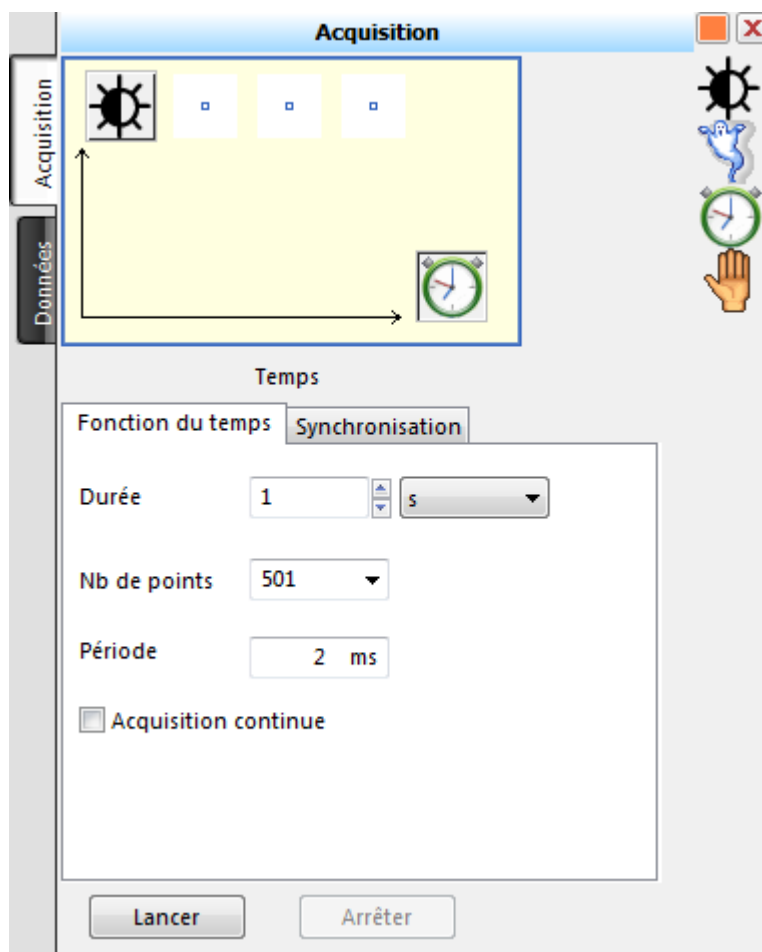 Acquisition
Acquisition
Données
Temps
Fonction du temps
Synchronisation
Durée 1 s
Nb de points 501
Période 2 ms
Acquisition continue
Lancer Arrêter